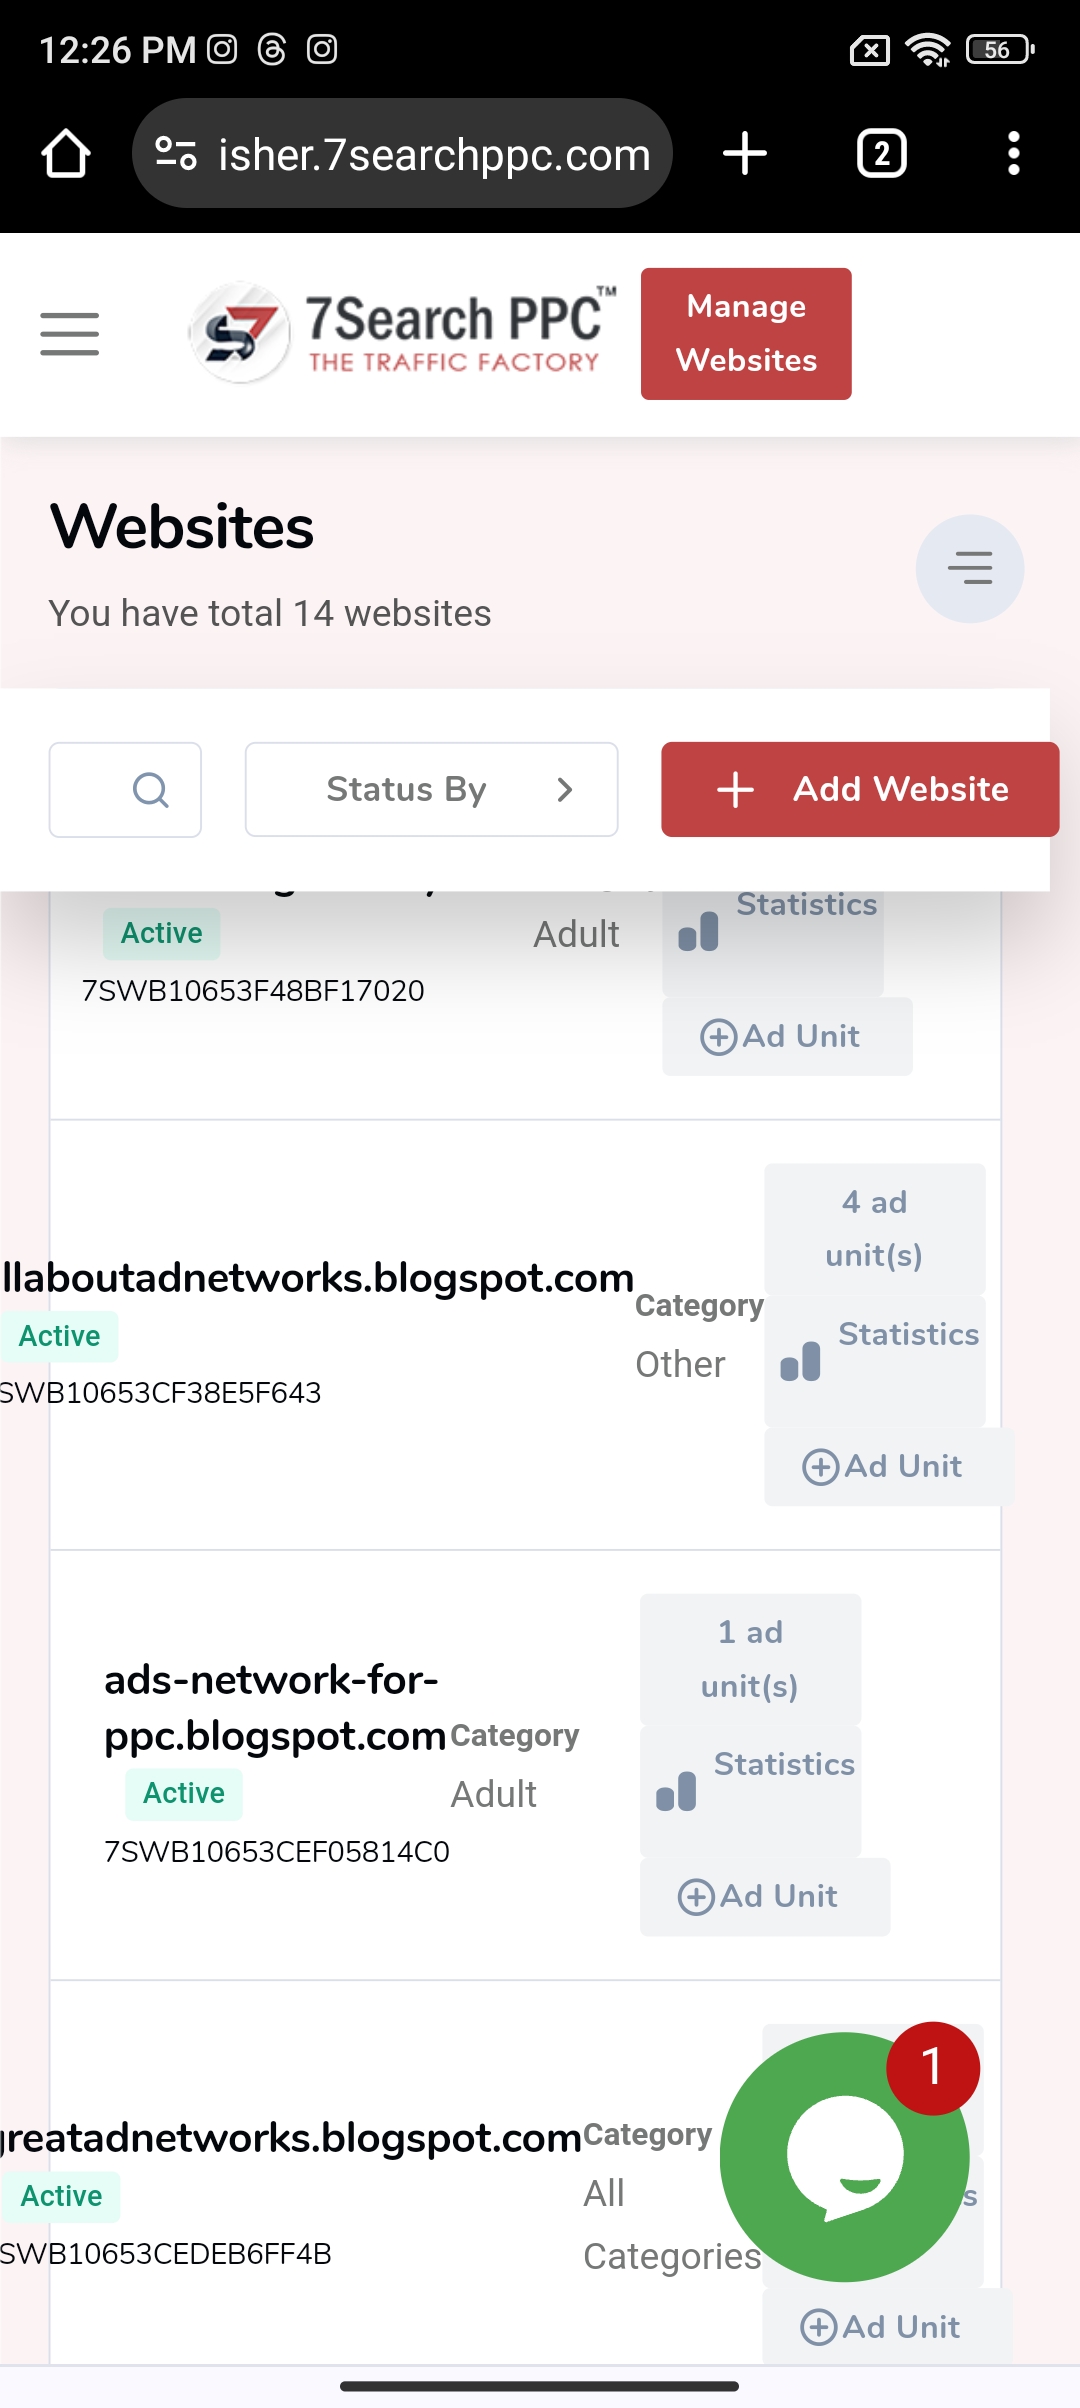 12:26 PM
56
isher.7searchppc.com
2
7Search PPC™
THE TRAFFIC FACTORY
Manage
Websites
Websites
You have total 14 websites
Status By
Add Website
Statistics
Active
Adult
7SWB10653F48BF17020
Ad Unit
4 ad
unit(s)
llaboutadnetworks.blogspot.com
Category
Active
Statistics
Other
SWB10653CF38E5F643
Ad Unit
1 ad
unit(s)
ads-network-for-
ppc.blogspot.com
Category
Statistics
Active
Adult
7SWB10653CEF05814C0
Ad Unit
1
greatadnetworks.blogspot.com
Category
Active
All
s
SWB10653CEDEB6FF4B
Categories
Ad Unit